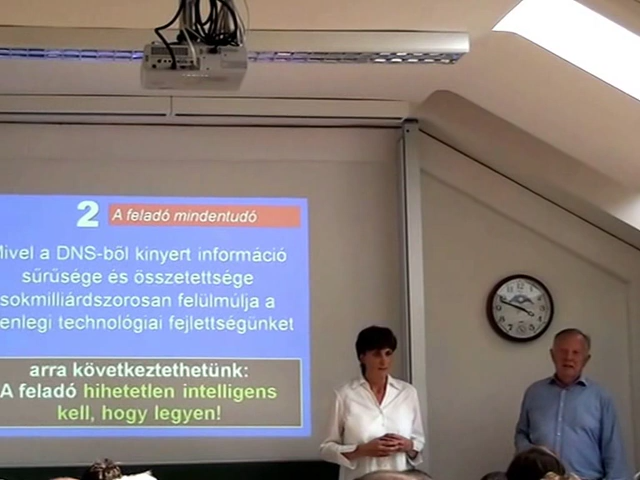 2 A feladó mindentudó
Mivel a DNS-ből kinyert információ
sűrűsége és összetettsége
sokmilliárdszorosan felülmúlja a
enlegi technológiai fejlettségünket
arra következtethetünk:
A feladó hihetetlen intelligens
kell, hogy legyen!